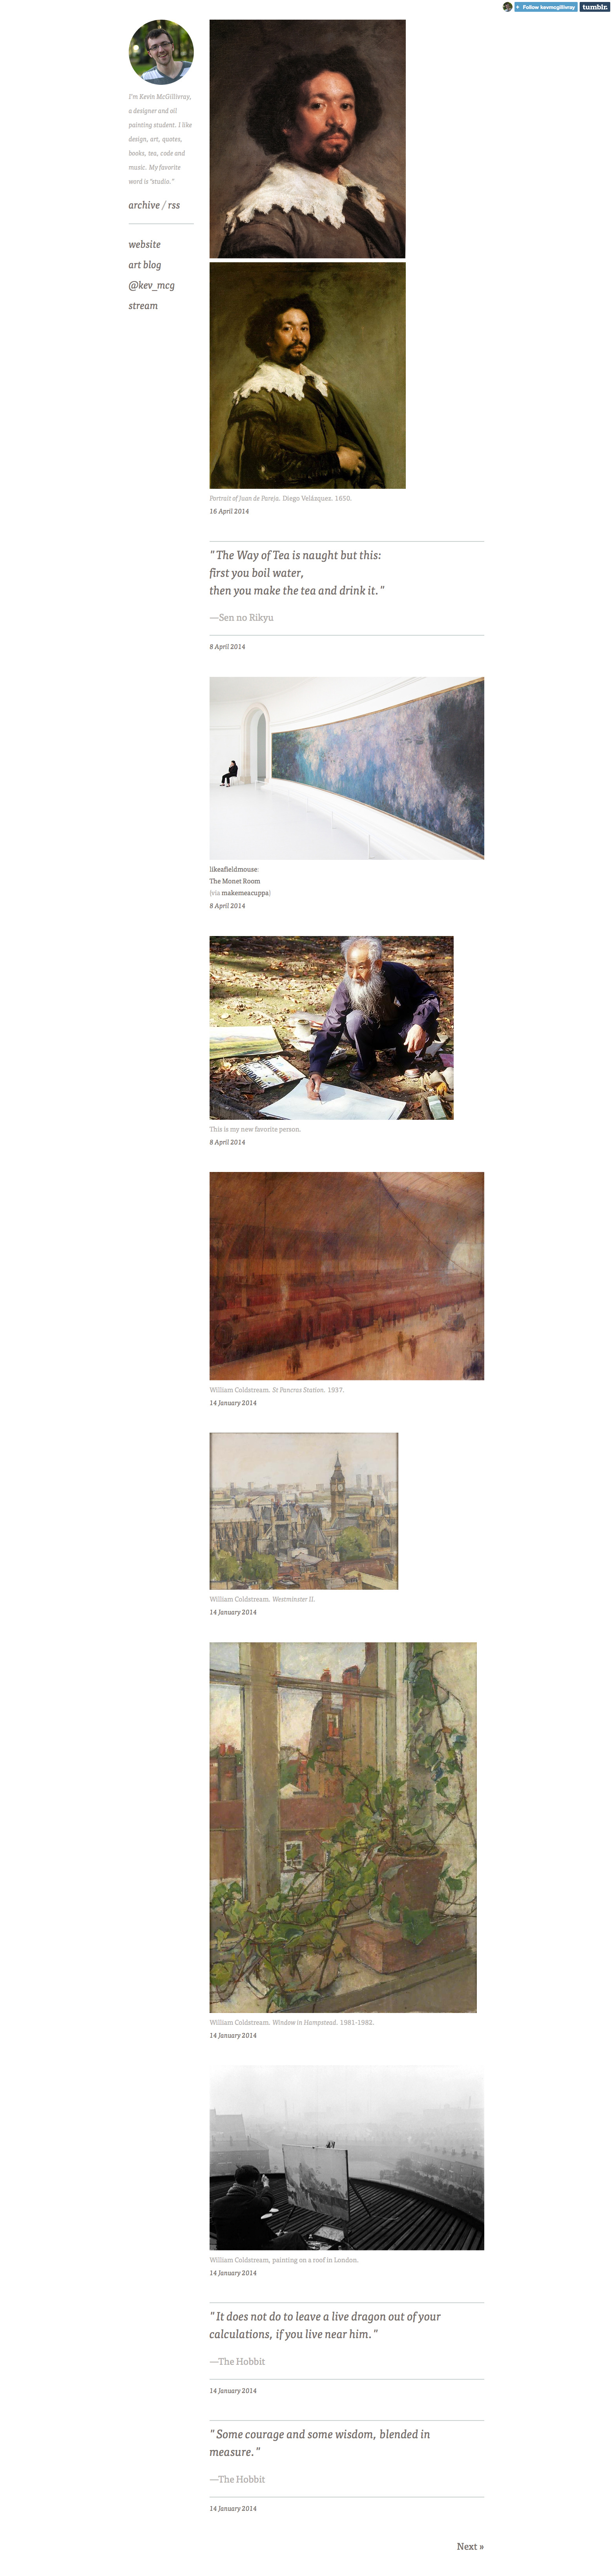 + Follow kevmcgillivray
tumblr.
I'm Kevin McGillivray,
a designer and oil
painting student. I like
design, art, quotes,
books, tea, code and
music. My favorite
word is "studio."
archive / rss
website
art blog
@kev_mcg
stream
Portrait of Juan de Pareja. Diego Velázquez. 1650.
16 April 2014
"The Way of Tea is naught but this:
first you boil water,
then you make the tea and drink it."
—Sen no Rikyu
8 April 2014
likeafieldmouse:
The Monet Room
(via makemeacuppa)
8 April 2014
This is my new favorite person.
8 April 2014
William Coldstream. St Pancras Station. 1937.
14 January 2014
William Coldstream. Westminster II.
14 January 2014
William Coldstream. Window in Hampstead. 1981-1982.
14 January 2014
William Coldstream, painting on a roof in London.
14 January 2014
"It does not do to leave a live dragon out of your
calculations, if you live near him."
—The Hobbit
14 January 2014
"Some courage and some wisdom, blended in
measure."
—The Hobbit
14 January 2014
Next »